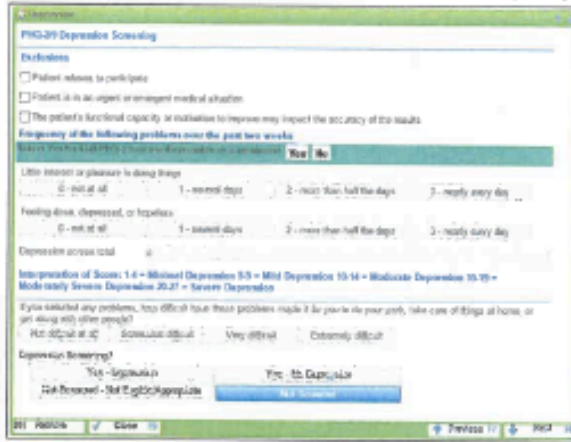 PHQ-2/9 Depression Screening
Exclusions
Patient refuses to participate
Patient is in an urgent or emergent medical situation
The patient's functional capacity or motivation to improve may impact the accuracy of the results
Frequency of the following problems over the past two weeks
Yes No
Little interest or pleasure in doing things
0 - not at all 1 - several days 2 - more than half the days 3 - nearly every day
Feeling down, depressed, or hopeless
0 - not at all 1 - several days 2 - more than half the days 3 - nearly every day
Depression screen total
Interpretation of Score: 1-4 = Minimal Depression 5-9 = Mild Depression 10-14 = Moderate Depression 15-19 =
Moderately Severe Depression 20-27 = Severe Depression
If you selected any problems, how difficult have these problems made it for you to do your work, take care of things at home, or
get along with other people?
Not difficult at all Somewhat difficult Very difficult Extremely difficult
Depression Screening?
Yes - Depression Yes - No Depression
Not Screened - Not Eligible/Appropriate Not Screened
Close Previous Next